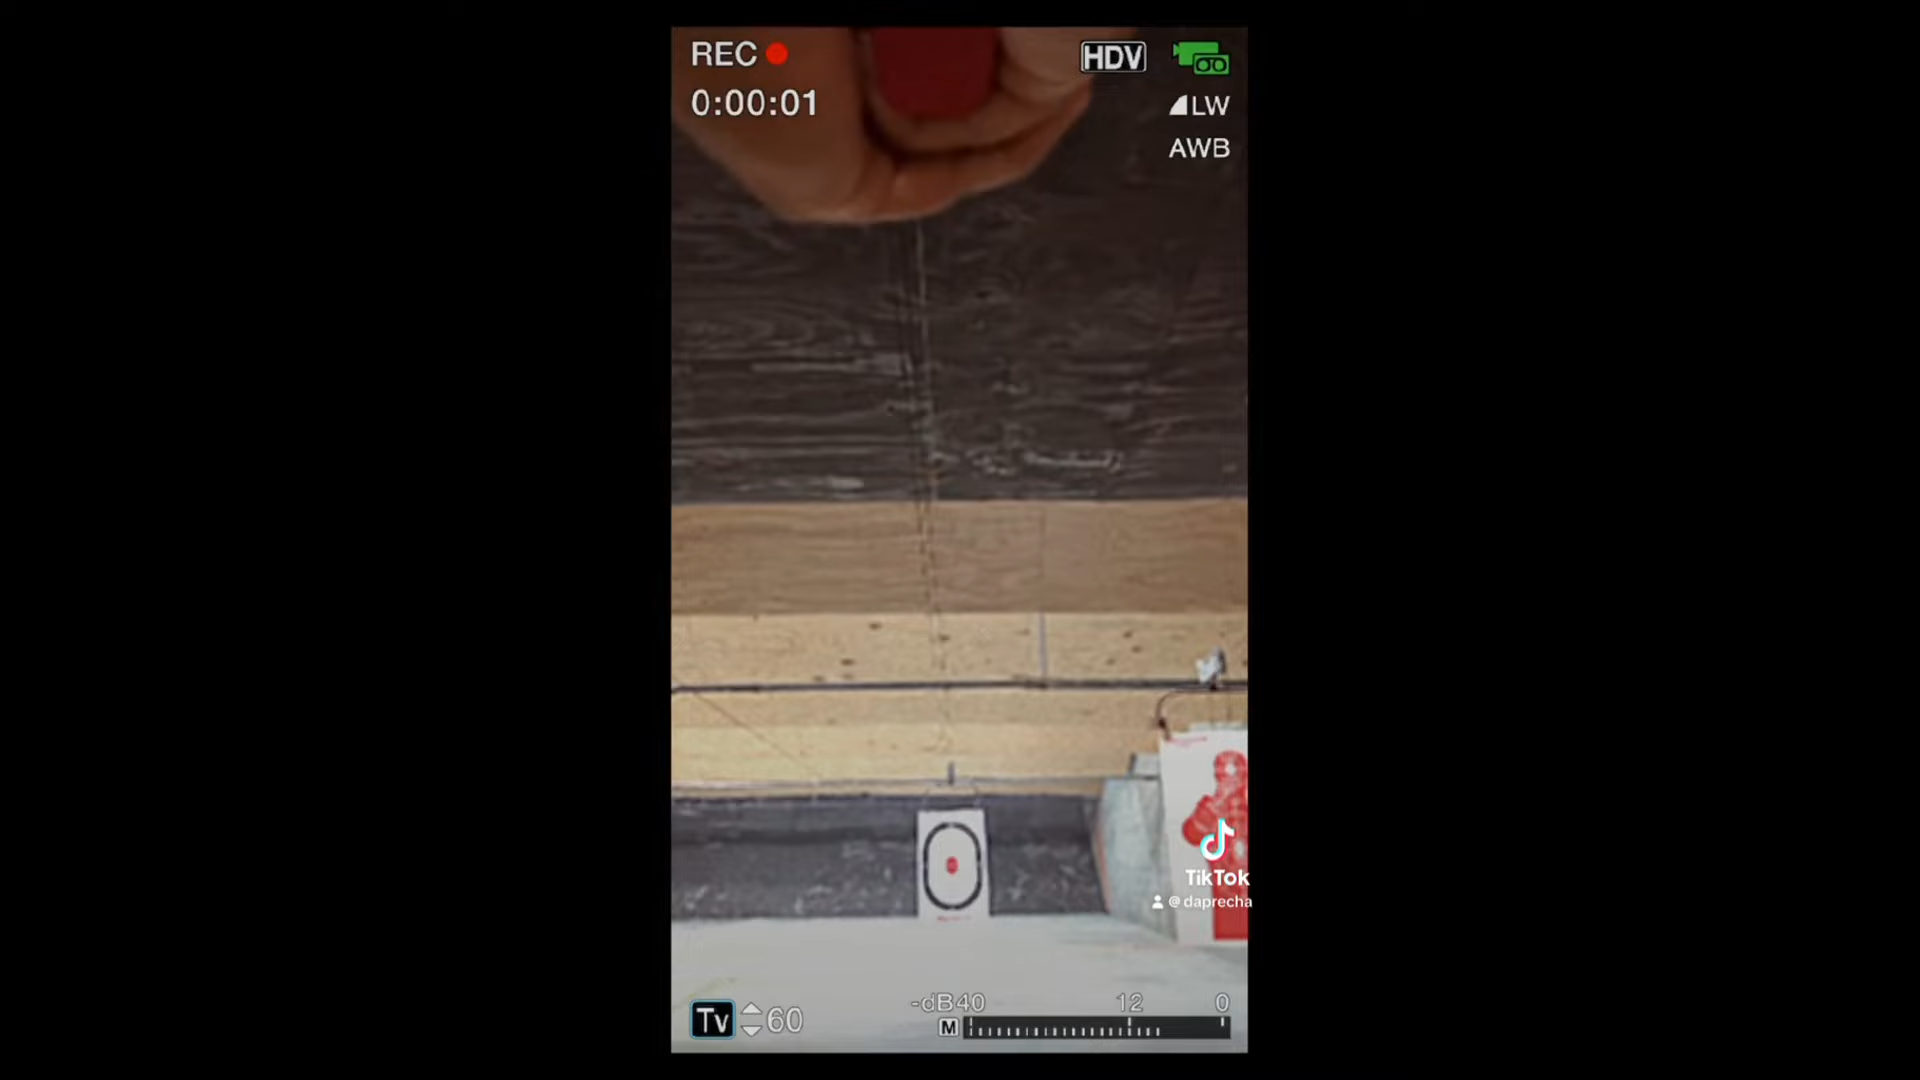 REC
HDV
0:00:01
LW
AWB
TikTok
@daprecha
-dB40 12 0
Tv 60
M